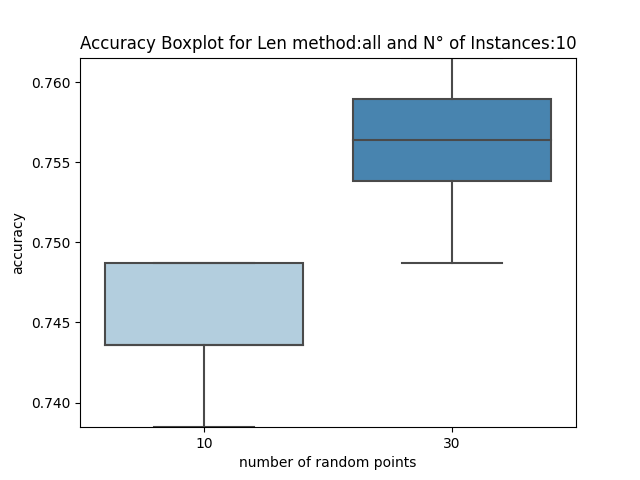 Accuracy Boxplot for Len method:all and N° of Instances:10
0.760
0.755
0.750
0.745
0.740
accuracy
10 30
number of random points